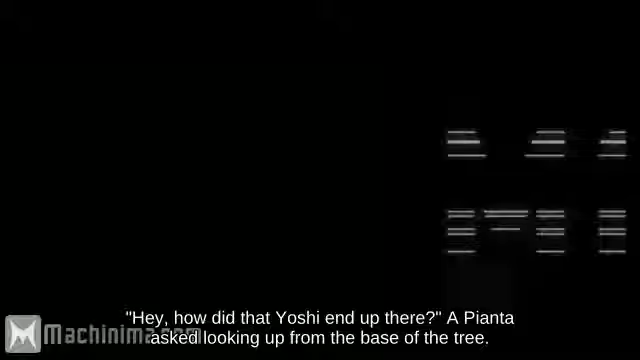 "Hey, how did that Yoshi end up there?" A Pianta
asked looking up from the base of the tree.
Machinima.com